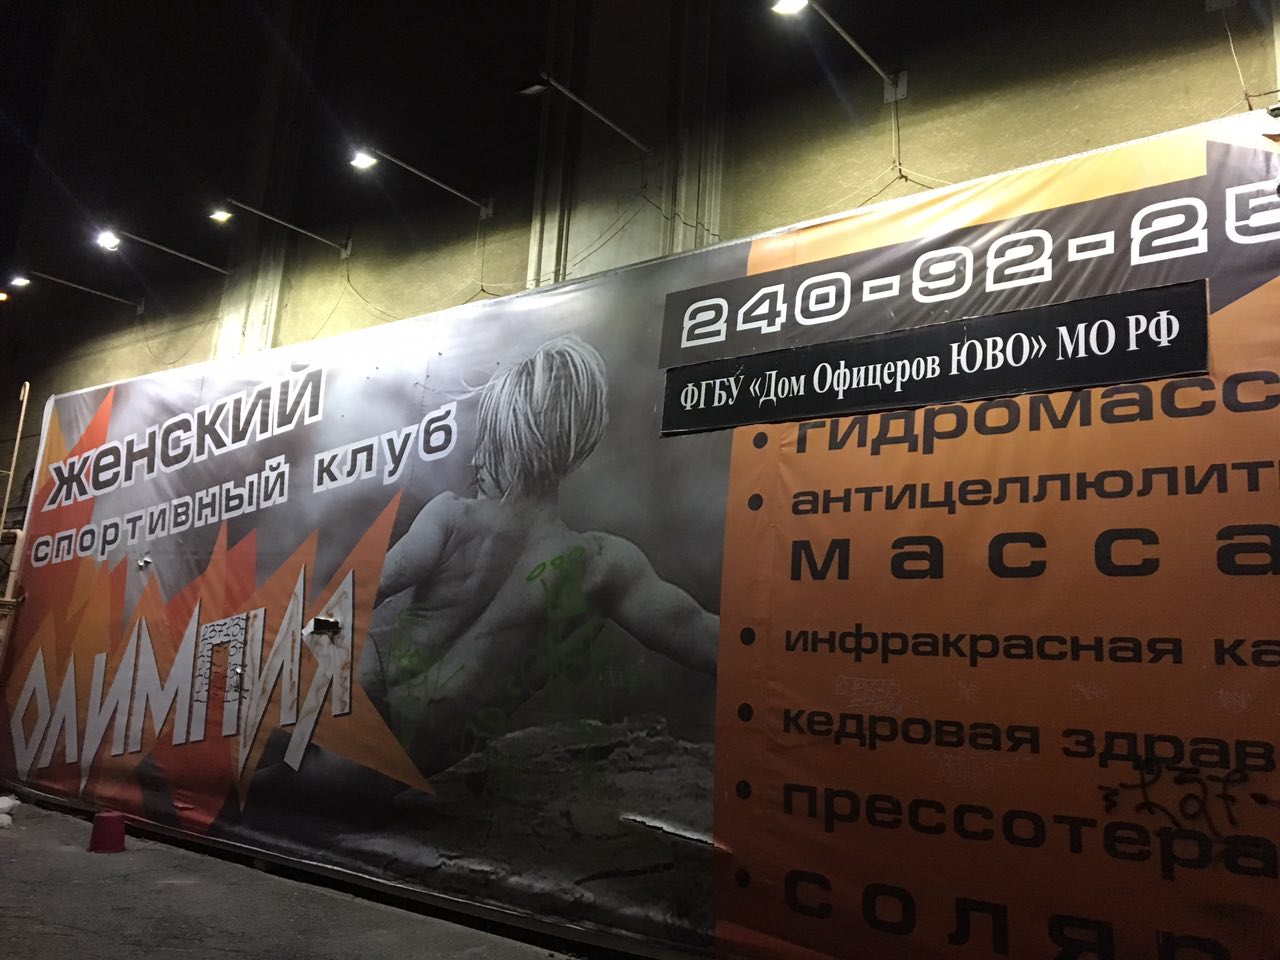 женский
спортивный клуб
олимпия
240-92-25
ФГБУ «Дом Офицеров ЮВО» МО РФ
• гидромасс
• антицеллюлит
масса
• инфракрасная ка
• кедровая здрав
• прессотера
• соляр